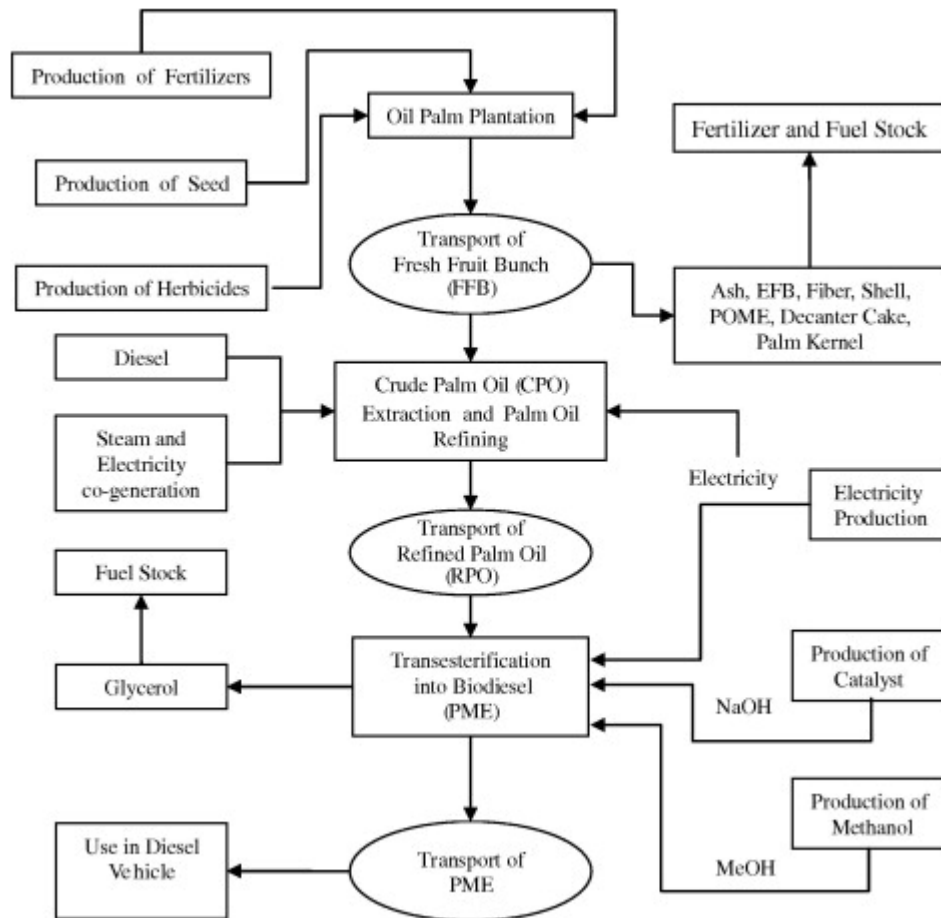 Production of Fertilizers
Oil Palm Plantation
Fertilizer and Fuel Stock
Production of Seed
Transport of
Fresh Fruit Bunch
(FFB)
Production of Herbicides
Ash, EFB, Fiber, Shell,
POME, Decanter Cake,
Palm Kernel
Diesel
Crude Palm Oil (CPO)
Extraction and Palm Oil
Refining
Steam and
Electricity
co-generation
Electricity
Electricity
Production
Transport of
Refined Palm Oil
(RPO)
Fuel Stock
Transesterification
into Biodiesel
(PME)
Production of
Catalyst
Glycerol
NaOH
Production of
Methanol
Use in Diesel
Vehicle
Transport of
PME
MeOH